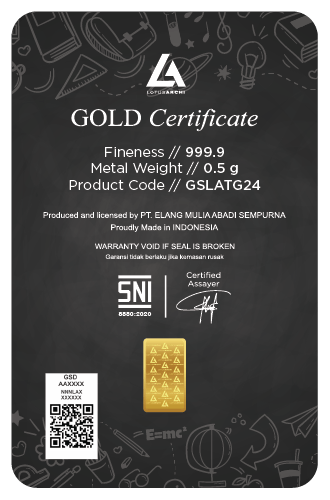 LOTUS ARCHI
GOLD Certificate
Fineness // 999.9
Metal Weight // 0.5 g
Product Code // GSLATG24
Produced and licensed by PT. ELANG MULIA ABADI SEMPURNA
Proudly Made in INDONESIA
WARRANTY VOID IF SEAL IS BROKEN
Garansi tidak berlaku jika kemasan rusak
SNI
8880:2020
Certified
Assayer
GSD
AAXXXX
NNNLAX
XXXXXX
E=mc²